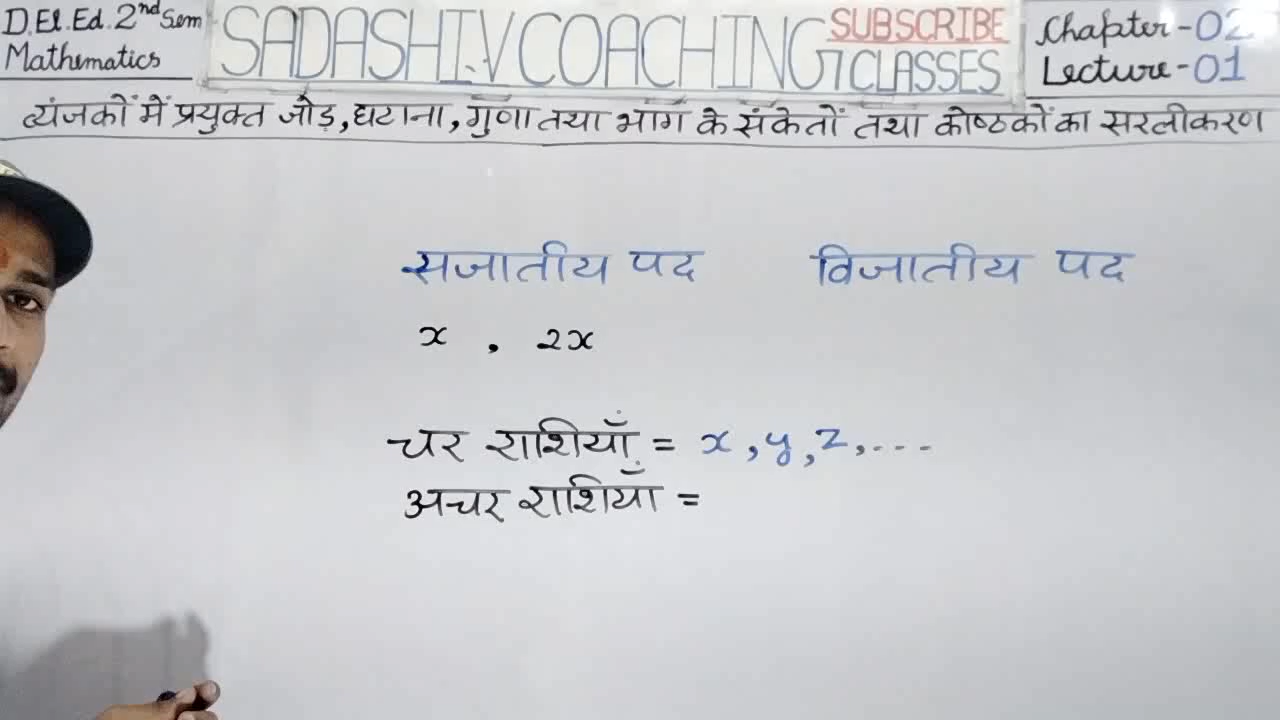 D.El.Ed. 2nd Sem
Mathematics
SADASHIV COACHING
SUBSCRIBE
CLASSES
Chapter - 02
Lecture - 01
व्यंजकों में प्रयुक्त जोड़, घटाना, गुणा तथा भाग के संकेतों तथा कोष्ठकों का सरलीकरण
सजातीय पद विजातीय पद
x , 2x
चर राशियाँ = x, y, z, ....
अचर राशियाँ =